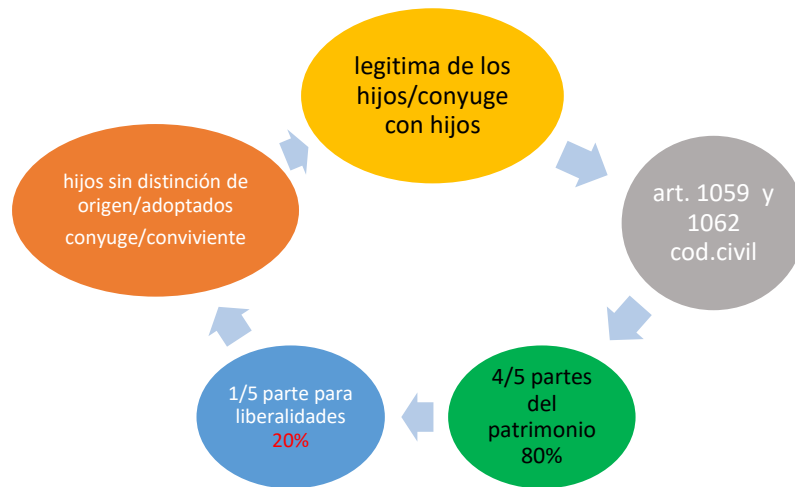 legitima de los
hijos/conyuge
con hijos
art. 1059 y
1062
cod.civil
4/5 partes
del
patrimonio
80%
1/5 parte para
liberalidades
20%
hijos sin distinción de
origen/adoptados
conyuge/conviviente